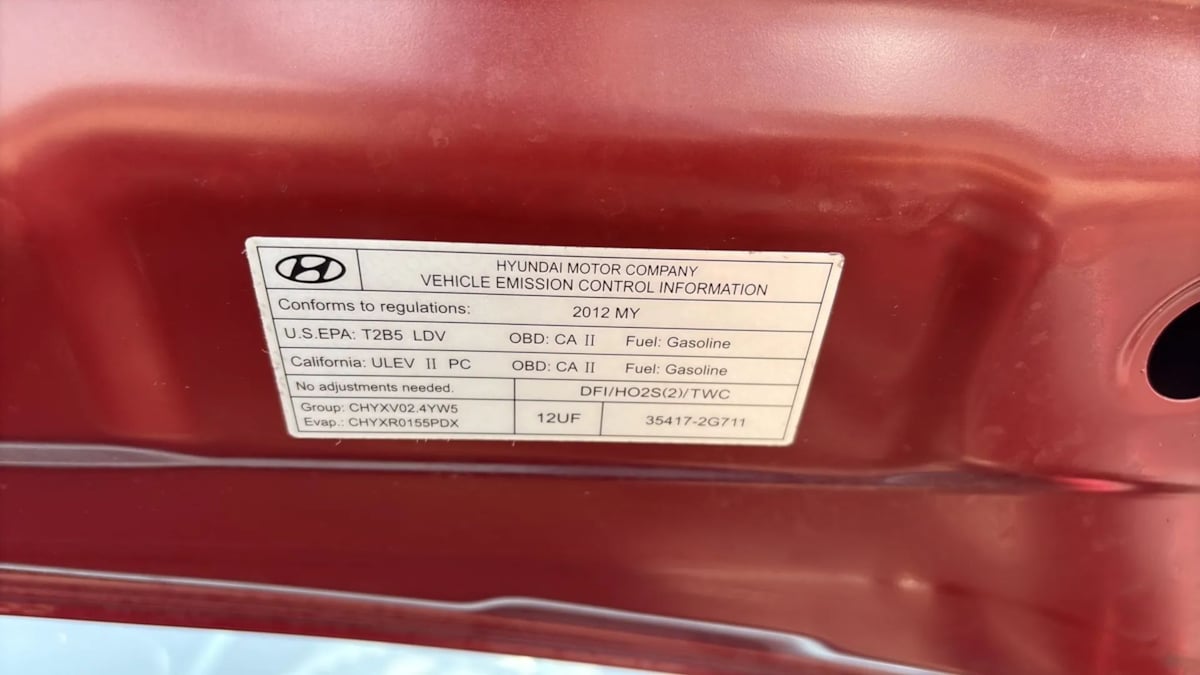 HYUNDAI MOTOR COMPANY
VEHICLE EMISSION CONTROL INFORMATION
Conforms to regulations: 2012 MY
U.S.EPA: T2B5 LDV OBD: CA II Fuel: Gasoline
California: ULEV II PC OBD: CA II Fuel: Gasoline
No adjustments needed. DFI/HO2S(2)/TWC
Group: CHYXV02.4YW5
Evap.: CHYXR0155PDX
12UF 35417-2G711